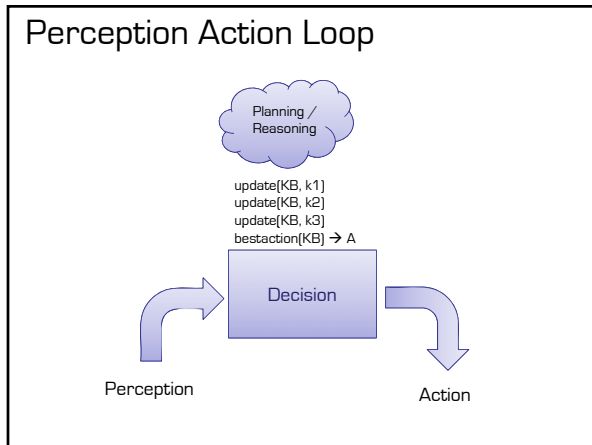 Perception Action Loop
Planning /
Reasoning
update(KB, k1)
update(KB, k2)
update(KB, k3)
bestaction(KB) → A
Decision
Perception
Action